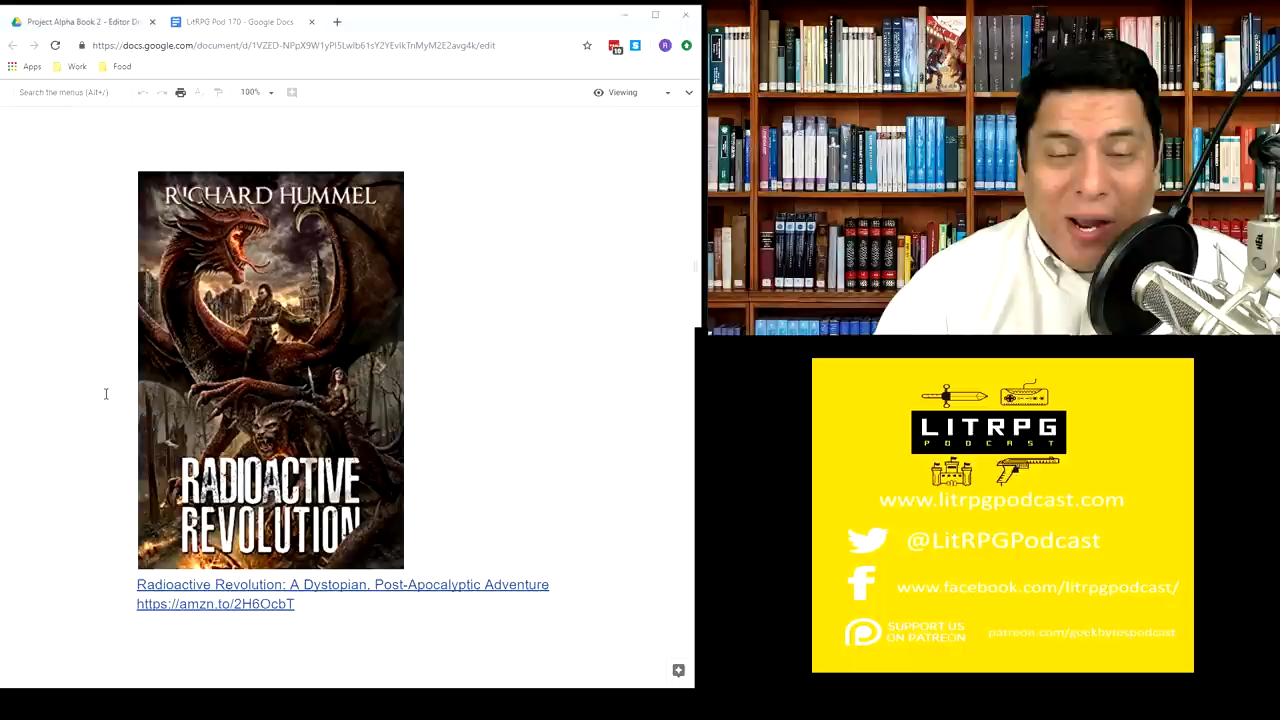 Project Alpha Book 2 - Editor Dr
LitRPG Pod 170 - Google Docs
https://docs.google.com/document/d/1VZED-NPpX9W1yPI5Lwlb61sY2YEvikTnMyM2E2avg4k/edit
Apps
Work
Food
Search the menus (Alt+/)
100%
Viewing
RICHARD HUMMEL
RADIOACTIVE
REVOLUTION
Radioactive Revolution: A Dystopian, Post-Apocalyptic Adventure
https://amzn.to/2H6OcbT
LITRPG
PODCAST
www.litrpgpodcast.com
@LitRPGPodcast
www.facebook.com/litrpgpodcast/
SUPPORT US
ON PATREON
patreon.com/geekbytespodcast